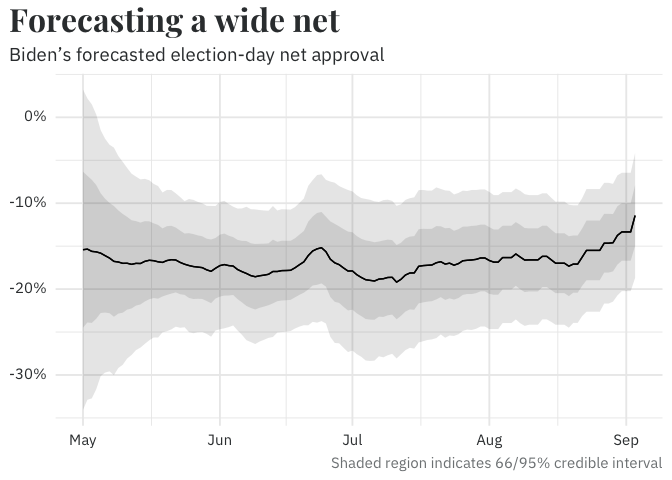 Forecasting a wide net
Biden’s forecasted election-day net approval
0%
-10%
-20%
-30%
May Jun Jul Aug Sep
Shaded region indicates 66/95% credible interval